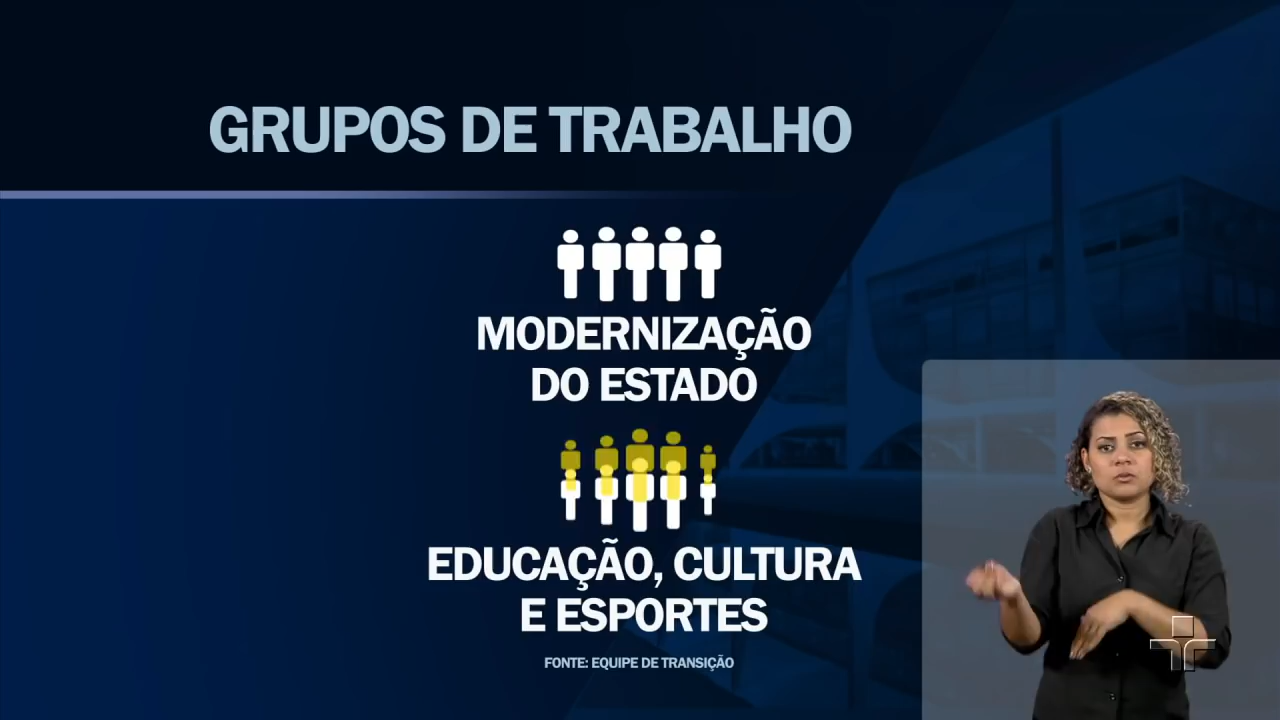 GRUPOS DE TRABALHO
MODERNIZAÇÃO
DO ESTADO
EDUCAÇÃO, CULTURA
E ESPORTES
FONTE: EQUIPE DE TRANSIÇÃO